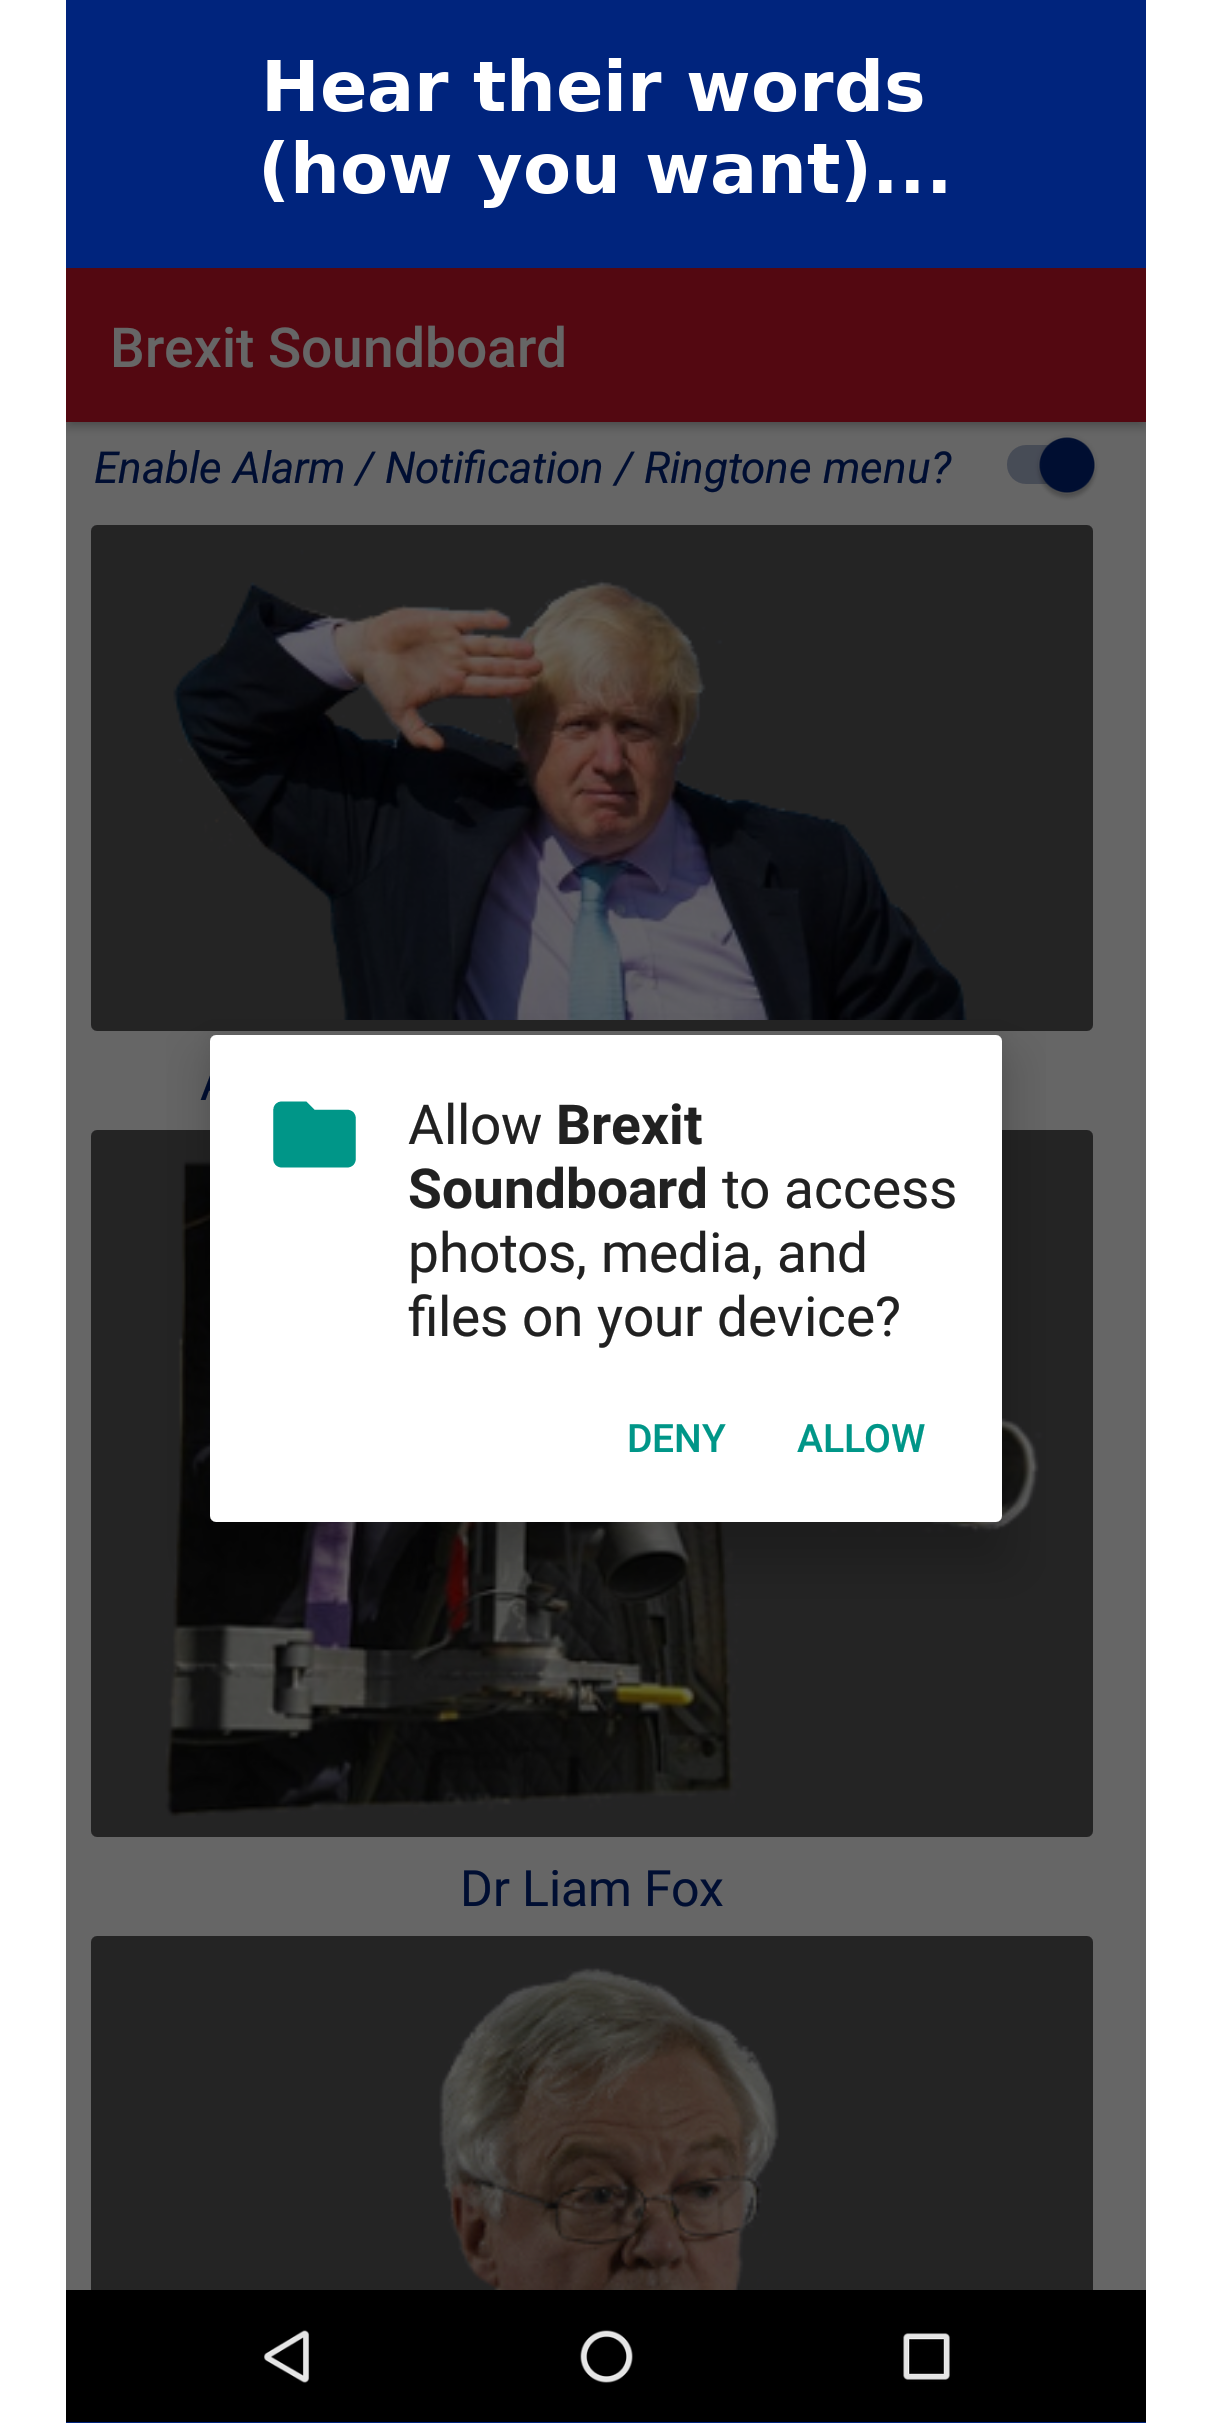 Hear their words
(how you want)...
Brexit Soundboard
Enable Alarm / Notification / Ringtone menu?
Allow Brexit
Soundboard to access
photos, media, and
files on your device?
DENY ALLOW
Dr Liam Fox